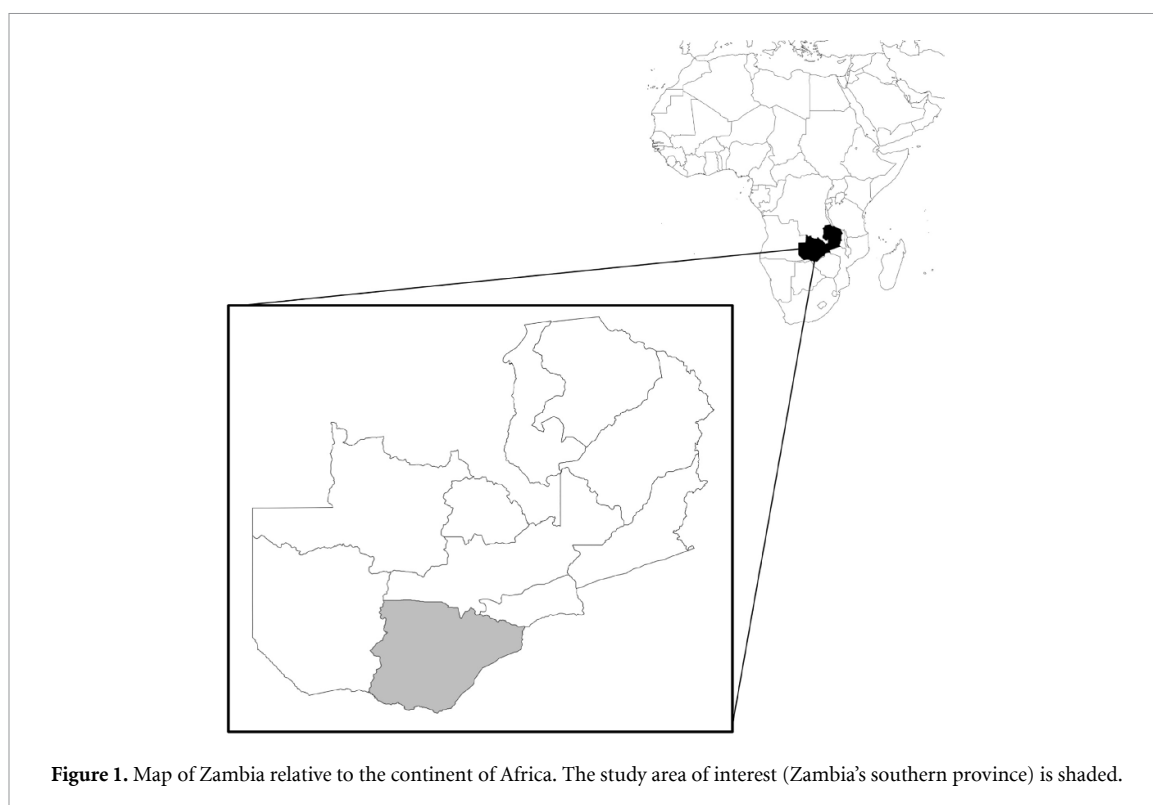 Figure 1. Map of Zambia relative to the continent of Africa. The study area of interest (Zambia's southern province) is shaded.